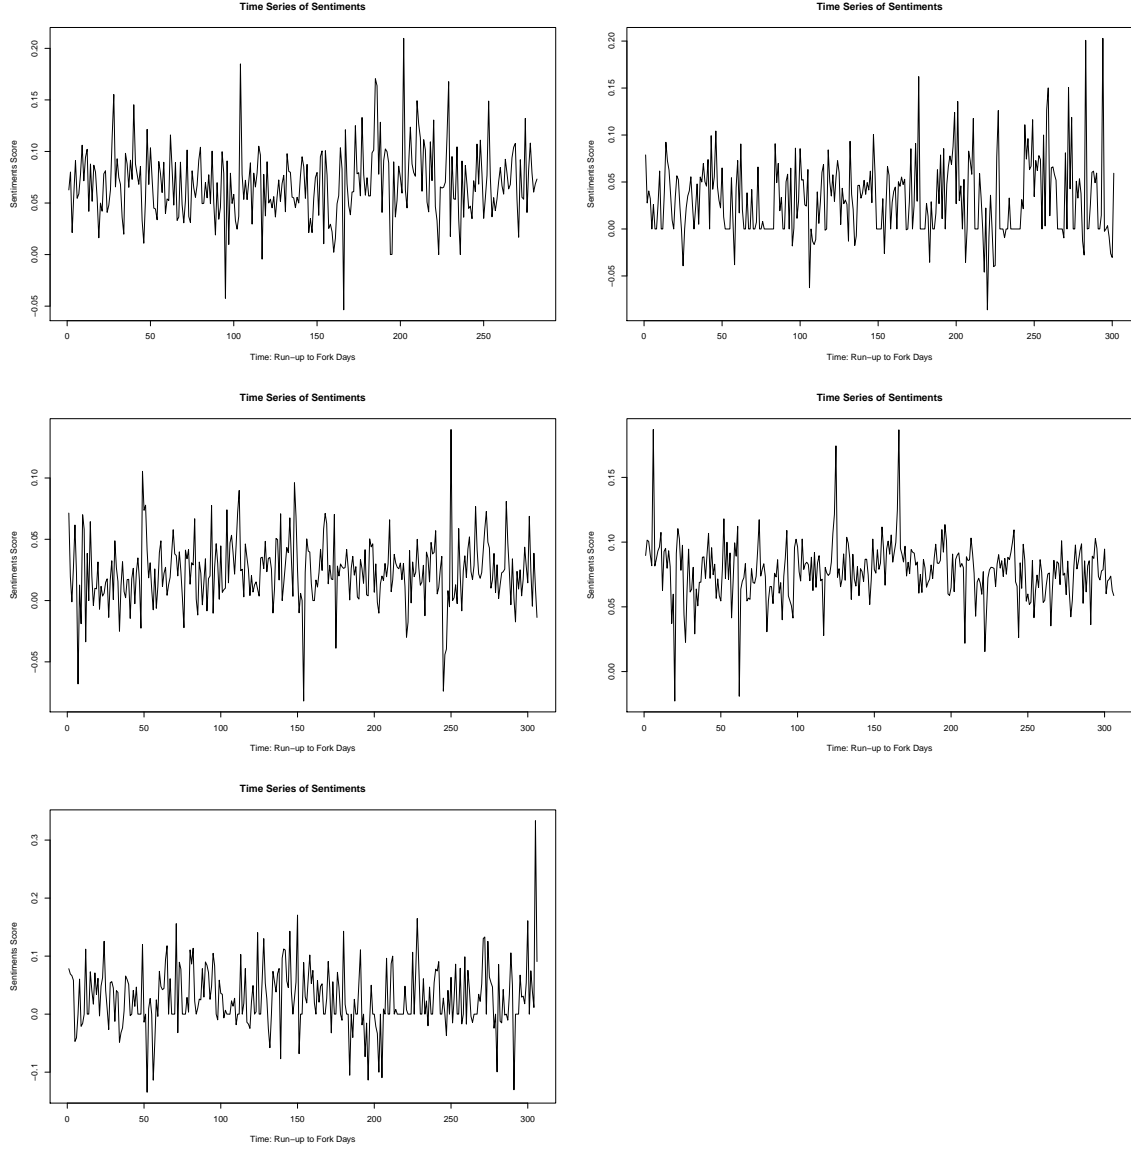 Time Series of Sentiments
Sentiments Score
0.20
0.15
0.10
0.05
0.00
−0.05
0 50 100 150 200 250
Time: Run−up to Fork Days
Time Series of Sentiments
Sentiments Score
0.20
0.15
0.10
0.05
0.00
−0.05
0 50 100 150 200 250 300
Time: Run−up to Fork Days
Time Series of Sentiments
Sentiments Score
0.10
0.05
0.00
−0.05
0 50 100 150 200 250 300
Time: Run−up to Fork Days
Time Series of Sentiments
Sentiments Score
0.15
0.10
0.05
0.00
0 50 100 150 200 250 300
Time: Run−up to Fork Days
Time Series of Sentiments
Sentiments Score
0.3
0.2
0.1
0.0
−0.1
0 50 100 150 200 250 300
Time: Run−up to Fork Days